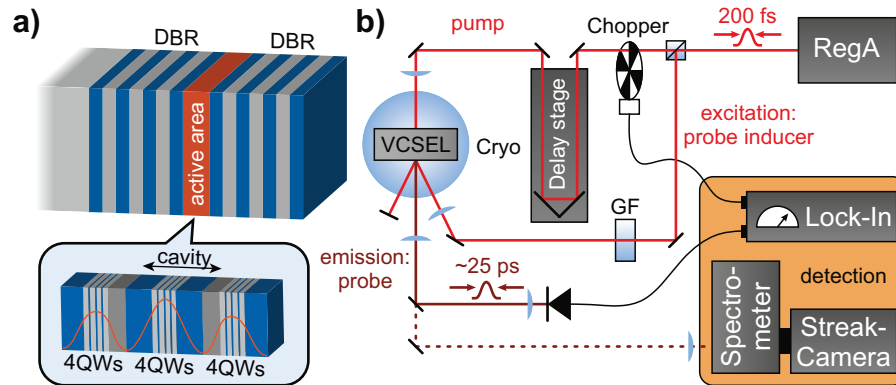 a)
DBR
DBR
active area
cavity
4QWs
4QWs
4QWs
b)
pump
Chopper
200 fs
RegA
VCSEL
Cryo
Delay stage
excitation:
probe inducer
GF
Lock-In
emission:
probe
~25 ps
detection
Spectro-
meter
Streak-
Camera